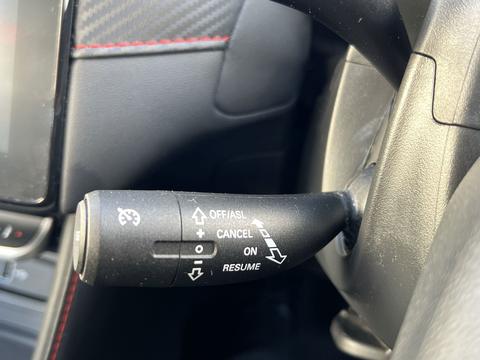 OFF/ASL
+ CANCEL
O ON
- RESUME